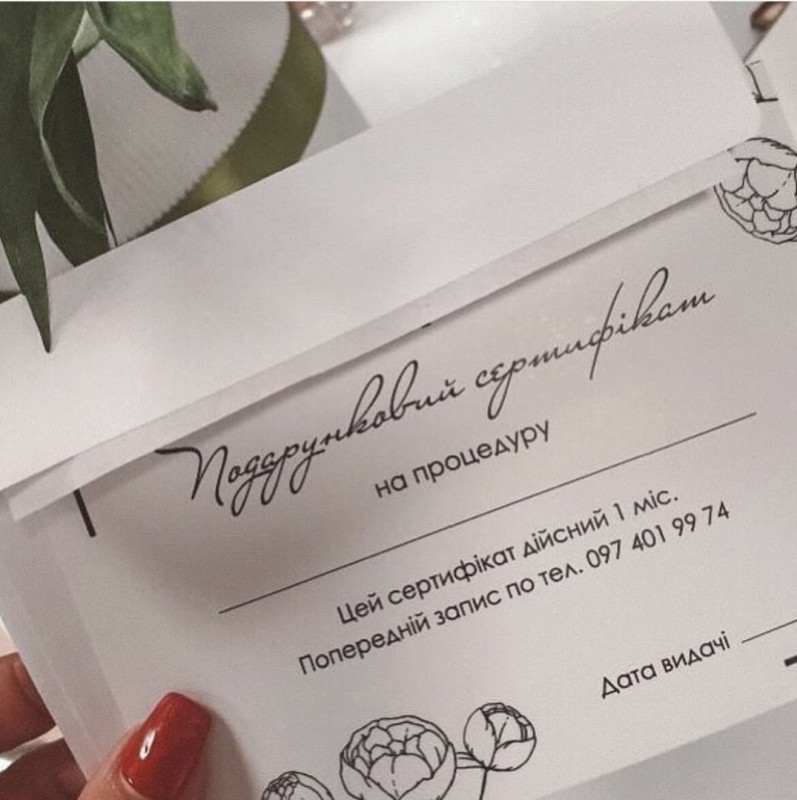 Подарунковий сертифікат
на процедуру
Цей сертифікат дійсний 1 міс.
Попередній запис по тел. 097 401 99 74
Дата видачі